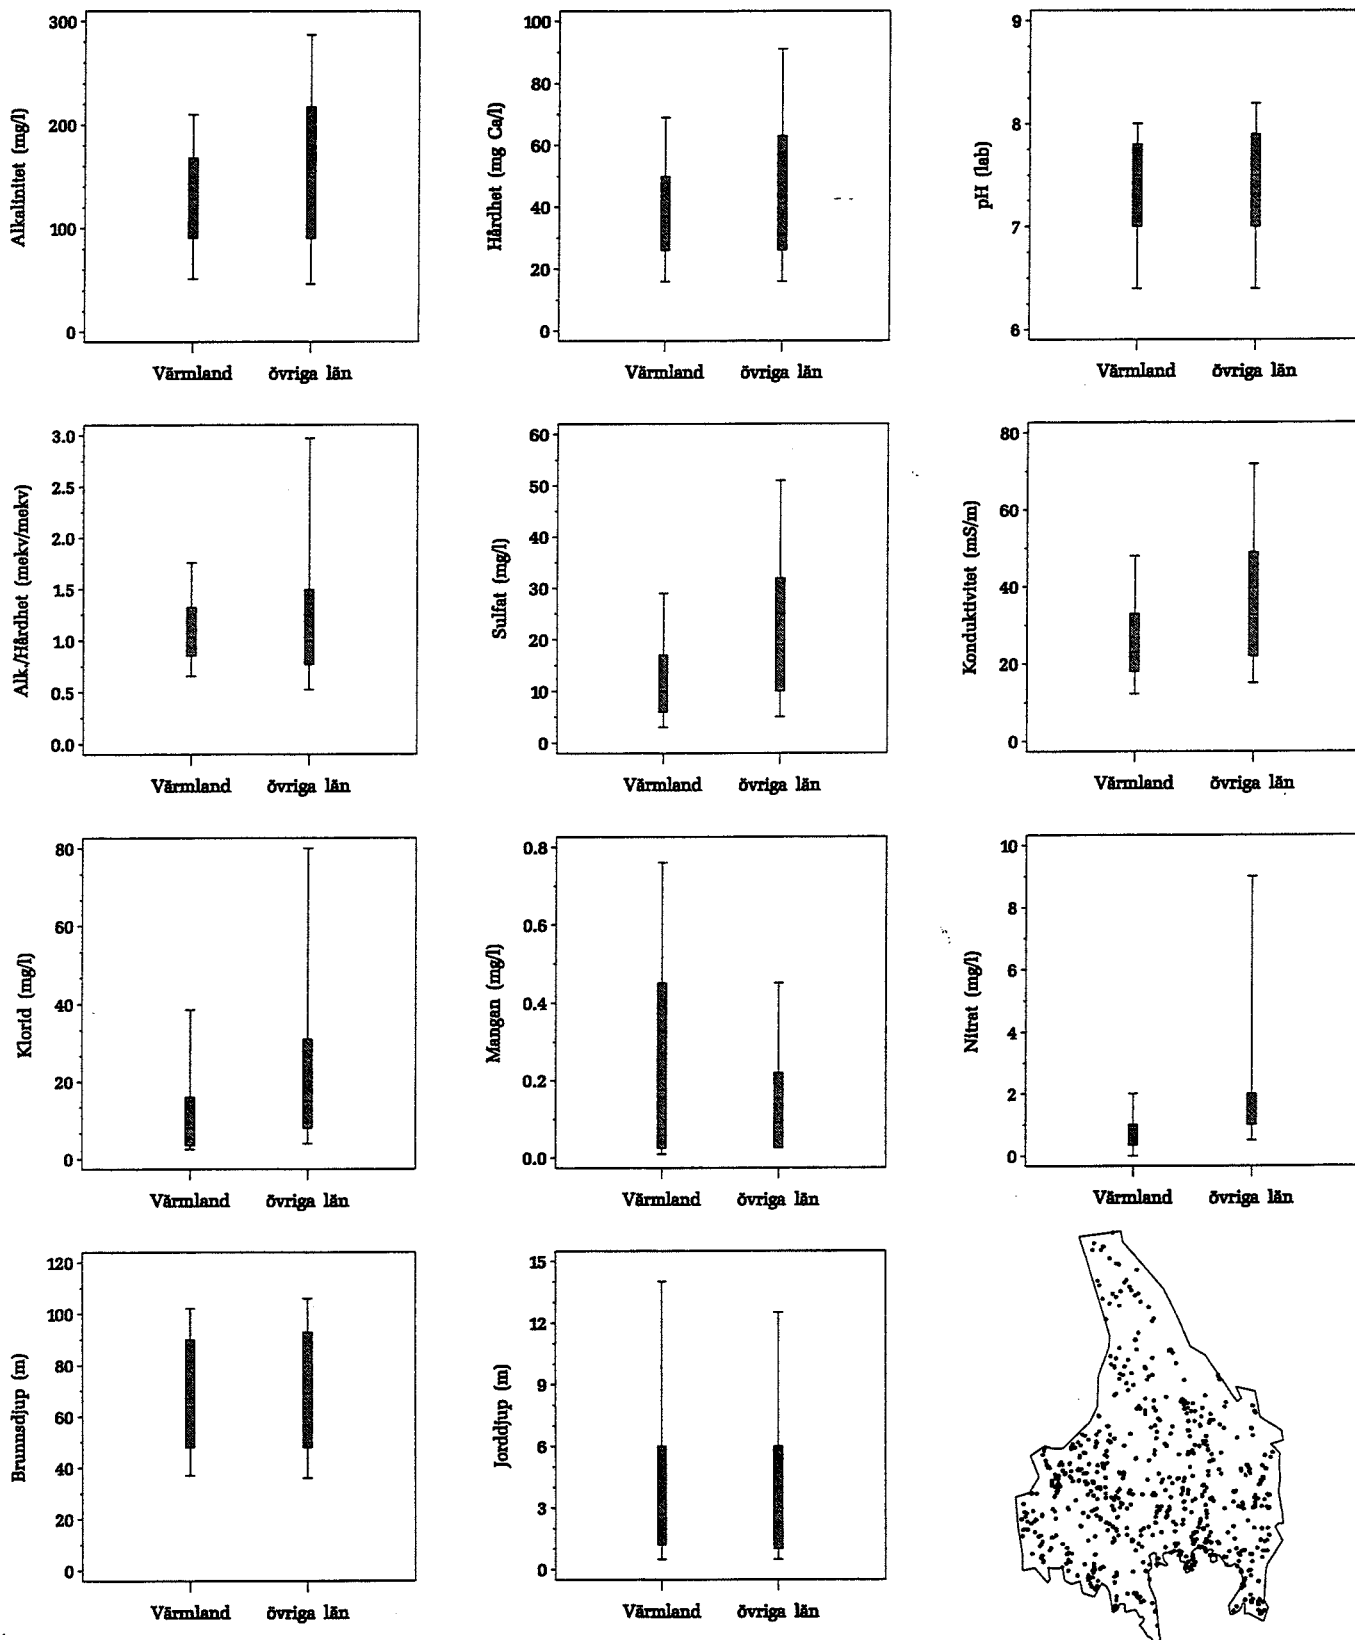 Alkalinitet (mg/l)
300
200
100
0
Värmland övriga län
Hårdhet (mg Ca/l)
100
80
60
40
20
0
Värmland övriga län
pH (lab)
9
8
7
6
Värmland övriga län
Alk./Hårdhet (mekv/mekv)
3.0
2.5
2.0
1.5
1.0
0.5
0.0
Värmland övriga län
Sulfat (mg/l)
60
50
40
30
20
10
0
Värmland övriga län
Konduktivitet (mS/m)
80
60
40
20
0
Värmland övriga län
Klorid (mg/l)
80
60
40
20
0
Värmland övriga län
Mangan (mg/l)
0.8
0.6
0.4
0.2
0.0
Värmland övriga län
Nitrat (mg/l)
10
8
6
4
2
0
Värmland övriga län
Brunnsdjup (m)
120
100
80
60
40
20
0
Värmland övriga län
Jorddjup (m)
15
12
9
6
3
0
Värmland övriga län